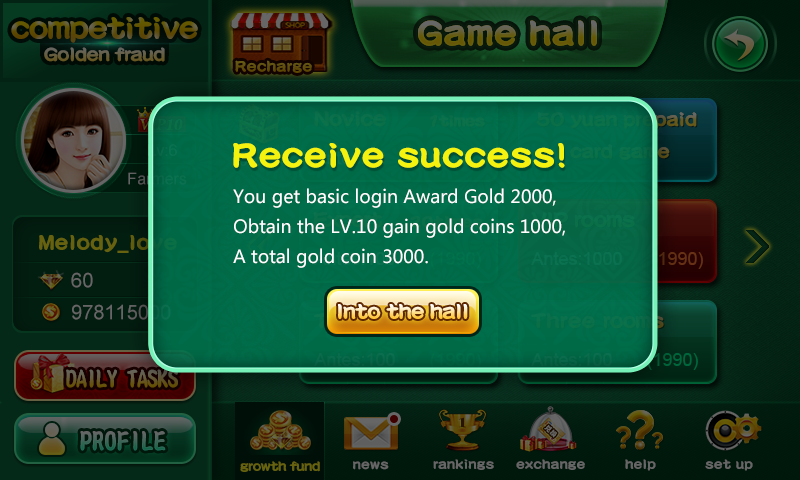 competitive
Golden fraud
SHOP
Recharge
Game hall
Novice
50 yuan prepaid
card game
Receive success!
You get basic login Award Gold 2000,
Obtain the LV.10 gain gold coins 1000,
A total gold coin 3000.
Into the hall
Farmers
Melody_love
60
978115000
rooms
Antes:1000
1990)
Three rooms
Antes:100
Antes:100
(1990)
DAILY TASKS
PROFILE
growth fund
news
rankings
exchange
help
set up